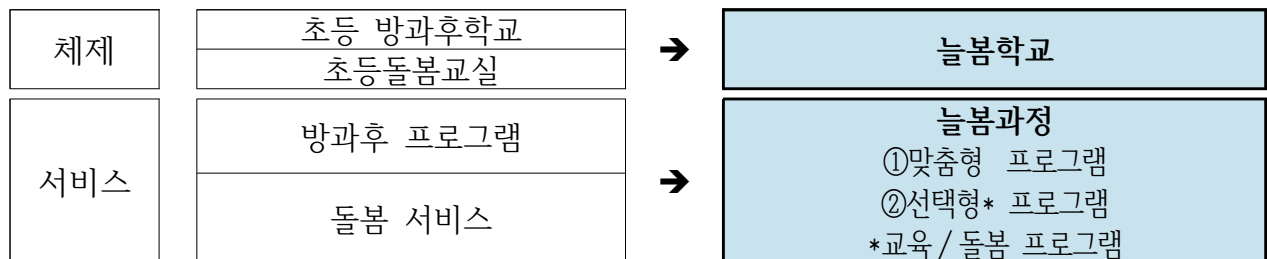 체제
초등 방과후학교
초등돌봄교실
➔
늘봄학교
서비스
방과후 프로그램
돌봄 서비스
➔
늘봄과정
①맞춤형 프로그램
②선택형* 프로그램
*교육 / 돌봄 프로그램